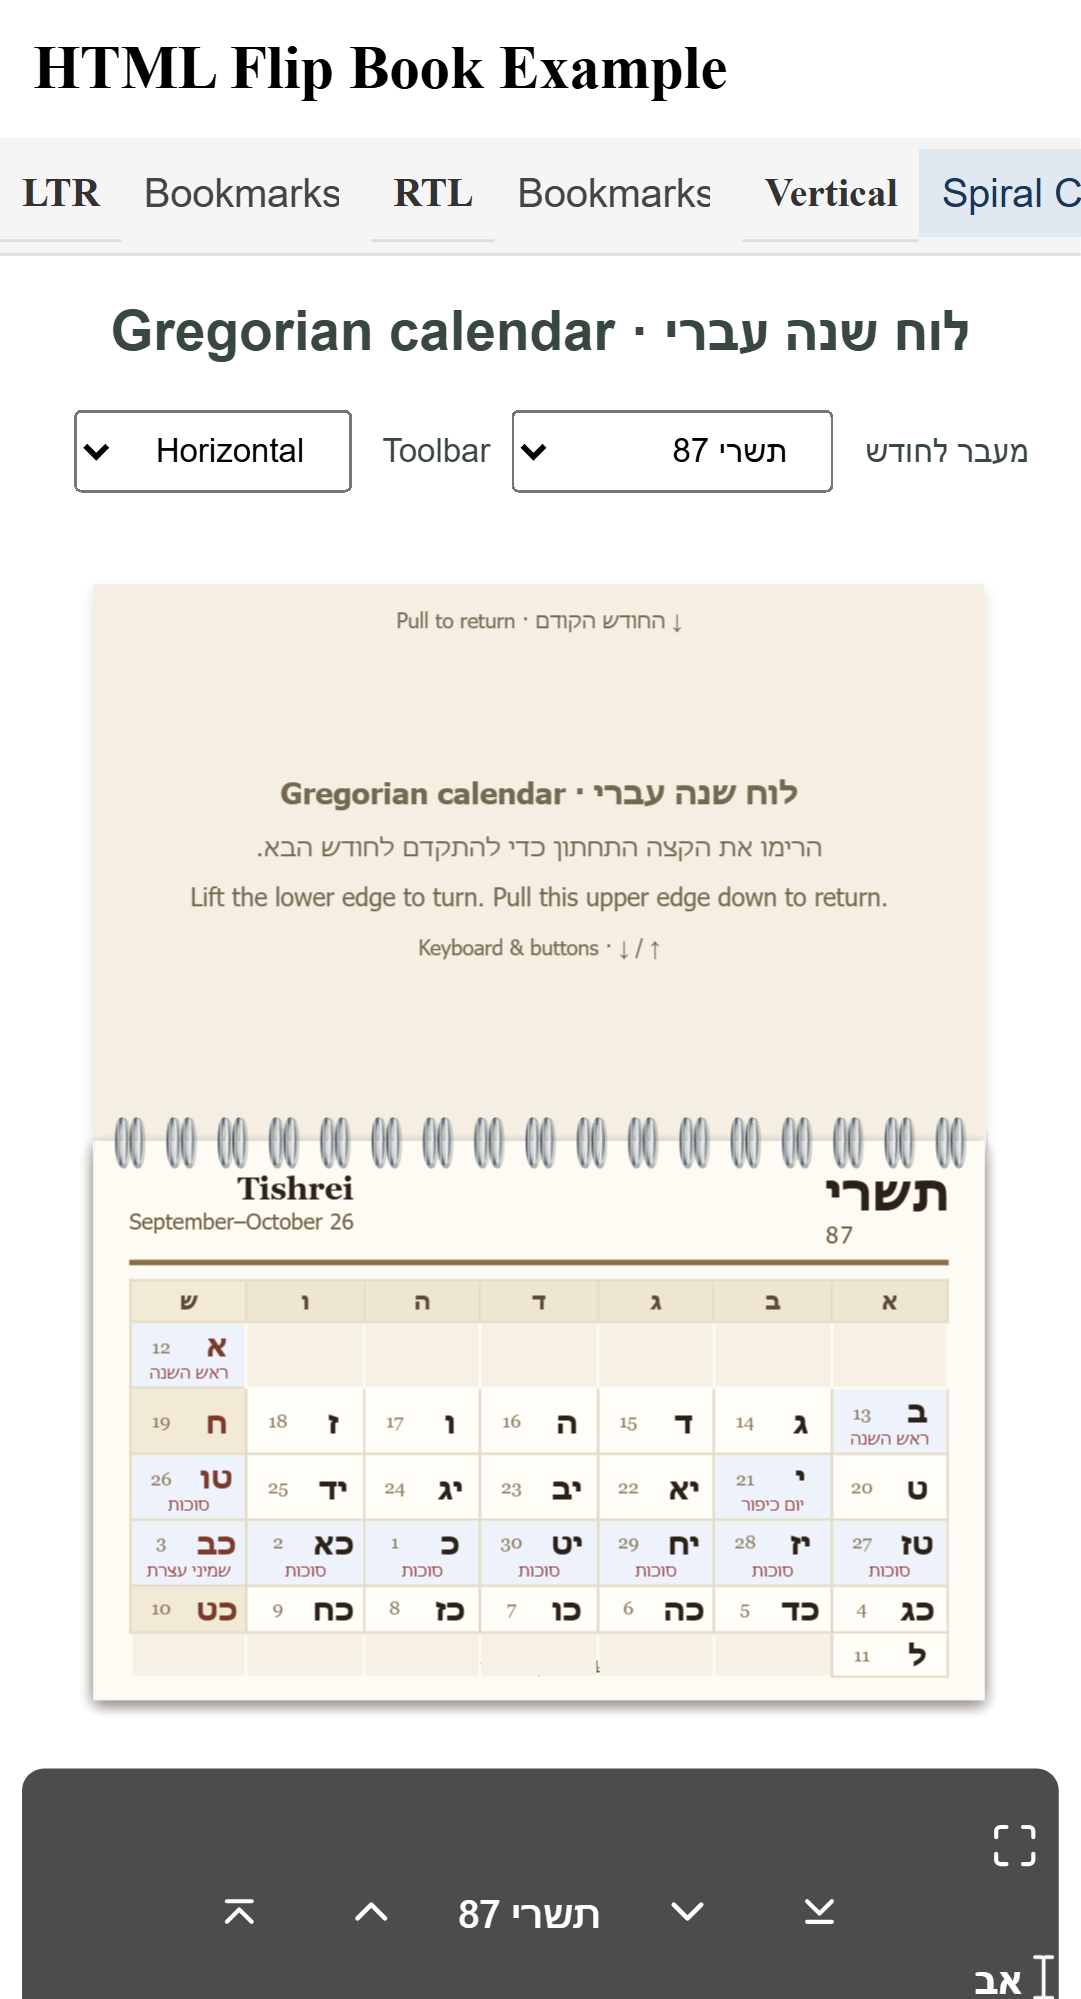 HTML Flip Book Example
LTR Bookmarks RTL Bookmarks Vertical Spiral C
לוח שנה עברי · Gregorian calendar
מעבר לחודש תשרי 87 Toolbar Horizontal
↓ החודש הקודם · Pull to return
לוח שנה עברי · Gregorian calendar
הרימו את הקצה התחתון כדי להתקדם לחודש הבא.
Lift the lower edge to turn. Pull this upper edge down to return.
Keyboard & buttons · ↓ / ↑
תשרי Tishrei
87 September–October 26
א ב ג ד ה ו ש
א 12
ראש השנה
ב 13 ג 14 ד 15 ה 16 ו 17 ז 18 ח 19
ראש השנה
ט 20 י 21 יא 22 יב 23 יג 24 יד 25 טו 26
יום כיפור סוכות
טז 27 יז 28 יח 29 יט 30 כ 1 כא 2 כב 3
סוכות סוכות סוכות סוכות סוכות סוכות שמיני עצרת
כג 4 כד 5 כה 6 כו 7 כז 8 כח 9 כט 10
ל 11
תשרי 87
אב